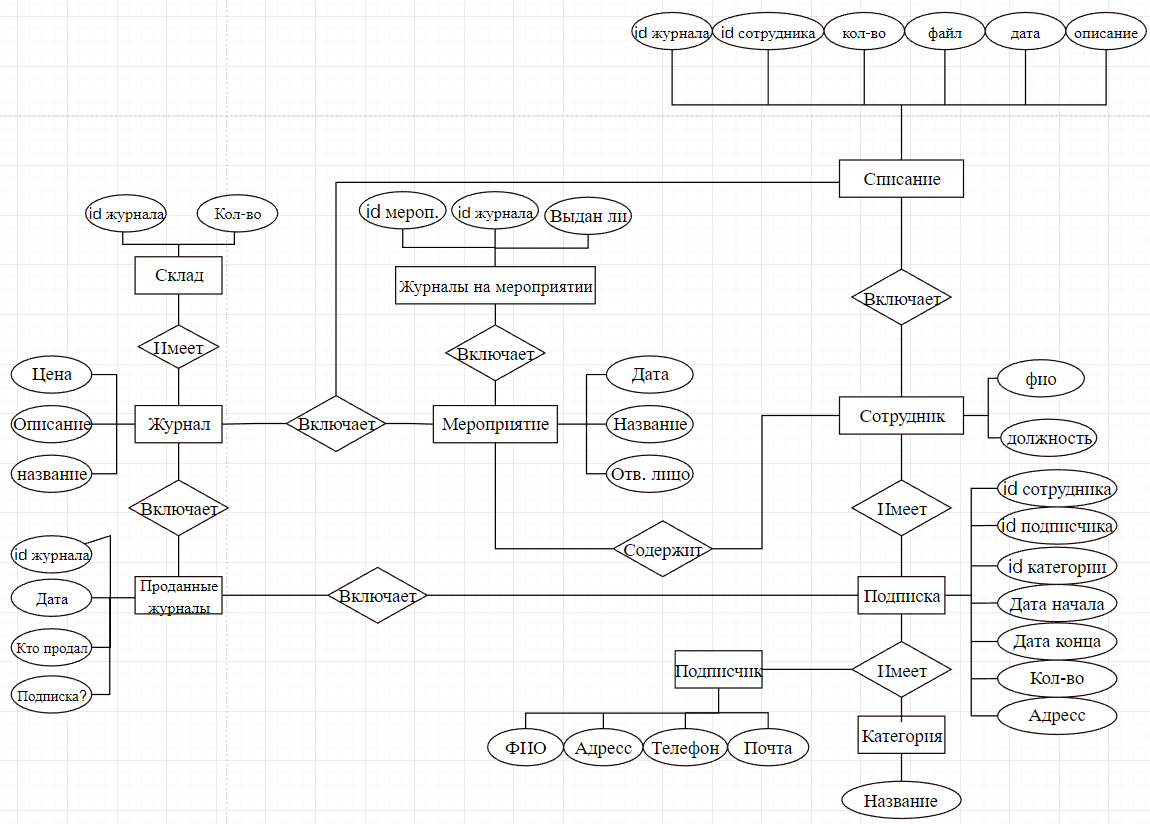 id журнала
id сотрудника
кол-во
файл
дата
описание
Списание
id журнала
Кол-во
id мероп.
id журнала
Выдан ли
Склад
Журналы на мероприятии
Включает
Имеет
Включает
Цена
Описание
название
Журнал
Включает
Мероприятие
Дата
Название
Отв. лицо
Сотрудник
фио
должность
Включает
Содержит
Имеет
id сотрудника
id подписчика
id категории
Дата начала
Дата конца
Кол-во
Адресс
id журнала
Дата
Кто продал
Подписка?
Проданные
журналы
Включает
Подписка
Подписчик
Имеет
ФИО
Адресс
Телефон
Почта
Категория
Название